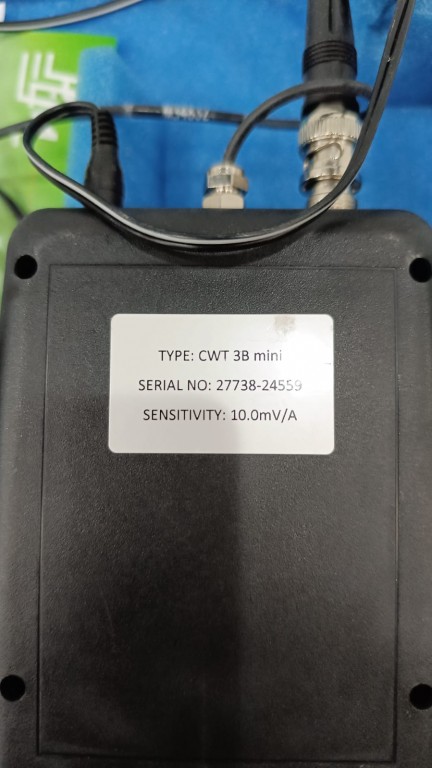 TYPE: CWT 3B mini
SERIAL NO: 27738-24559
SENSITIVITY: 10.0mV/A